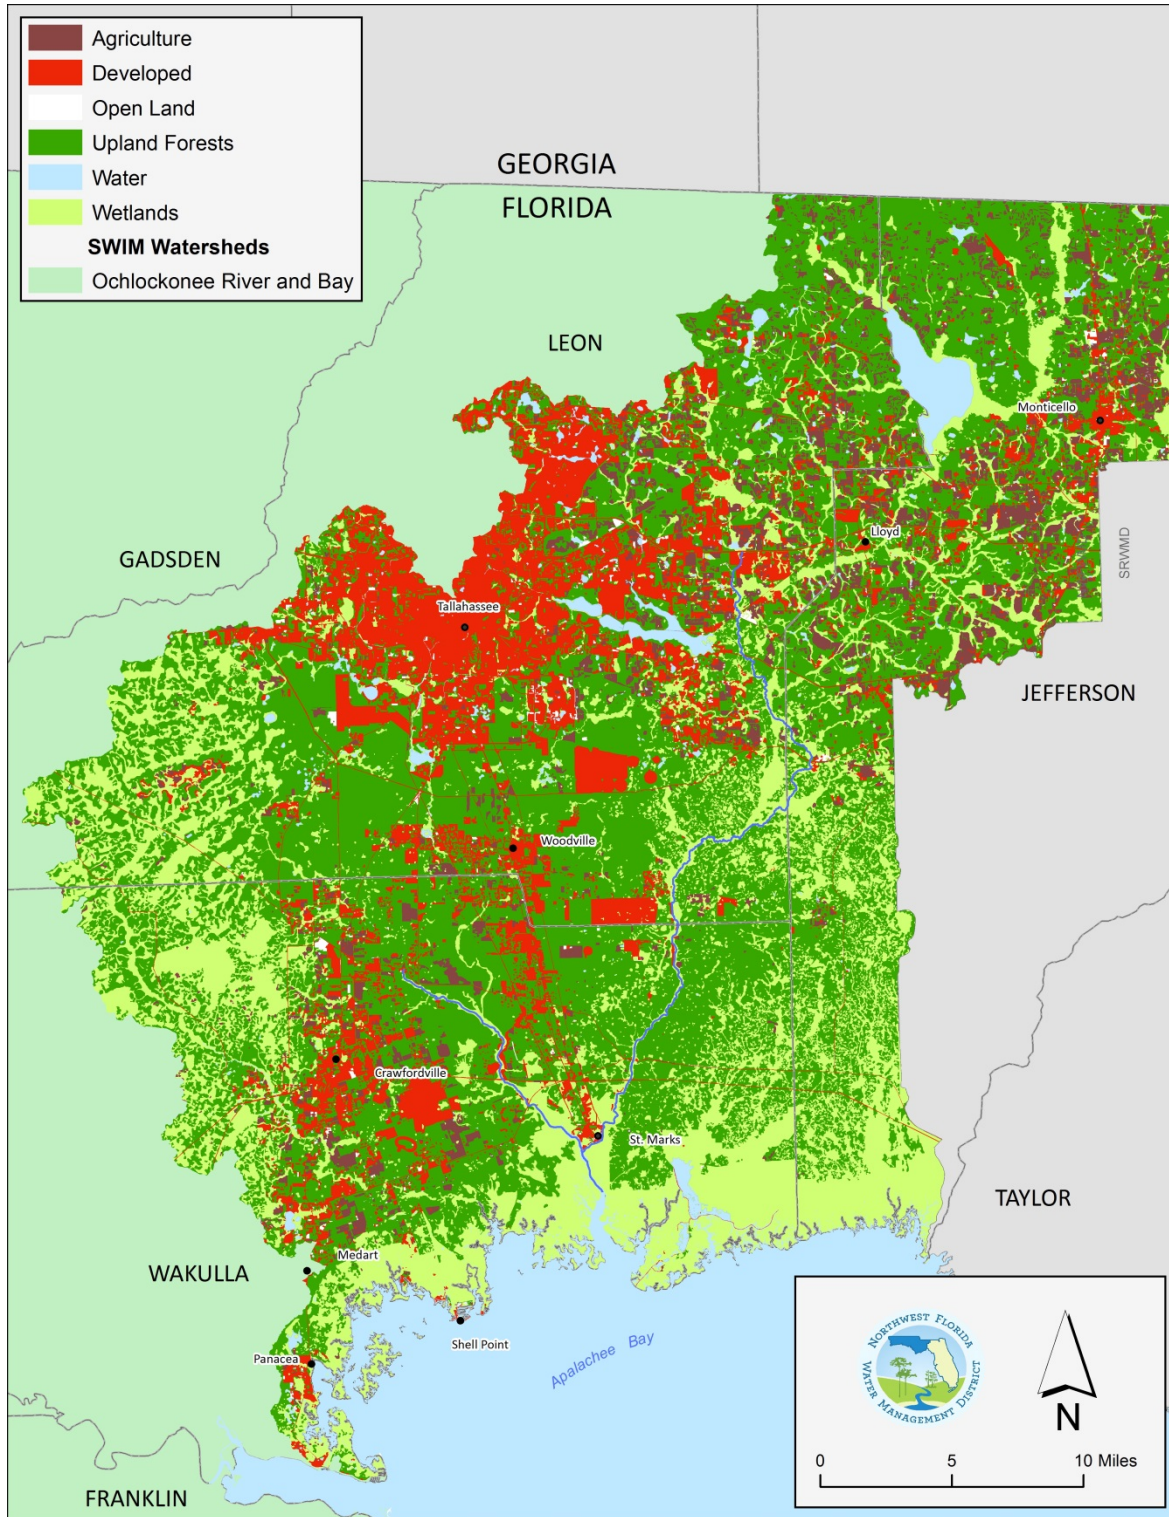 Agriculture
Developed
Open Land
Upland Forests
Water
Wetlands
SWIM Watersheds
Ochlockonee River and Bay
GEORGIA
FLORIDA
LEON
Monticello
Lloyd
SRWMD
GADSDEN
Tallahassee
JEFFERSON
Woodville
Crawfordville
St. Marks
TAYLOR
WAKULLA
Medart
Shell Point
Apalachee Bay
Panacea
FRANKLIN
NORTHWEST FLORIDA
WATER MANAGEMENT DISTRICT
N
0 5 10 Miles